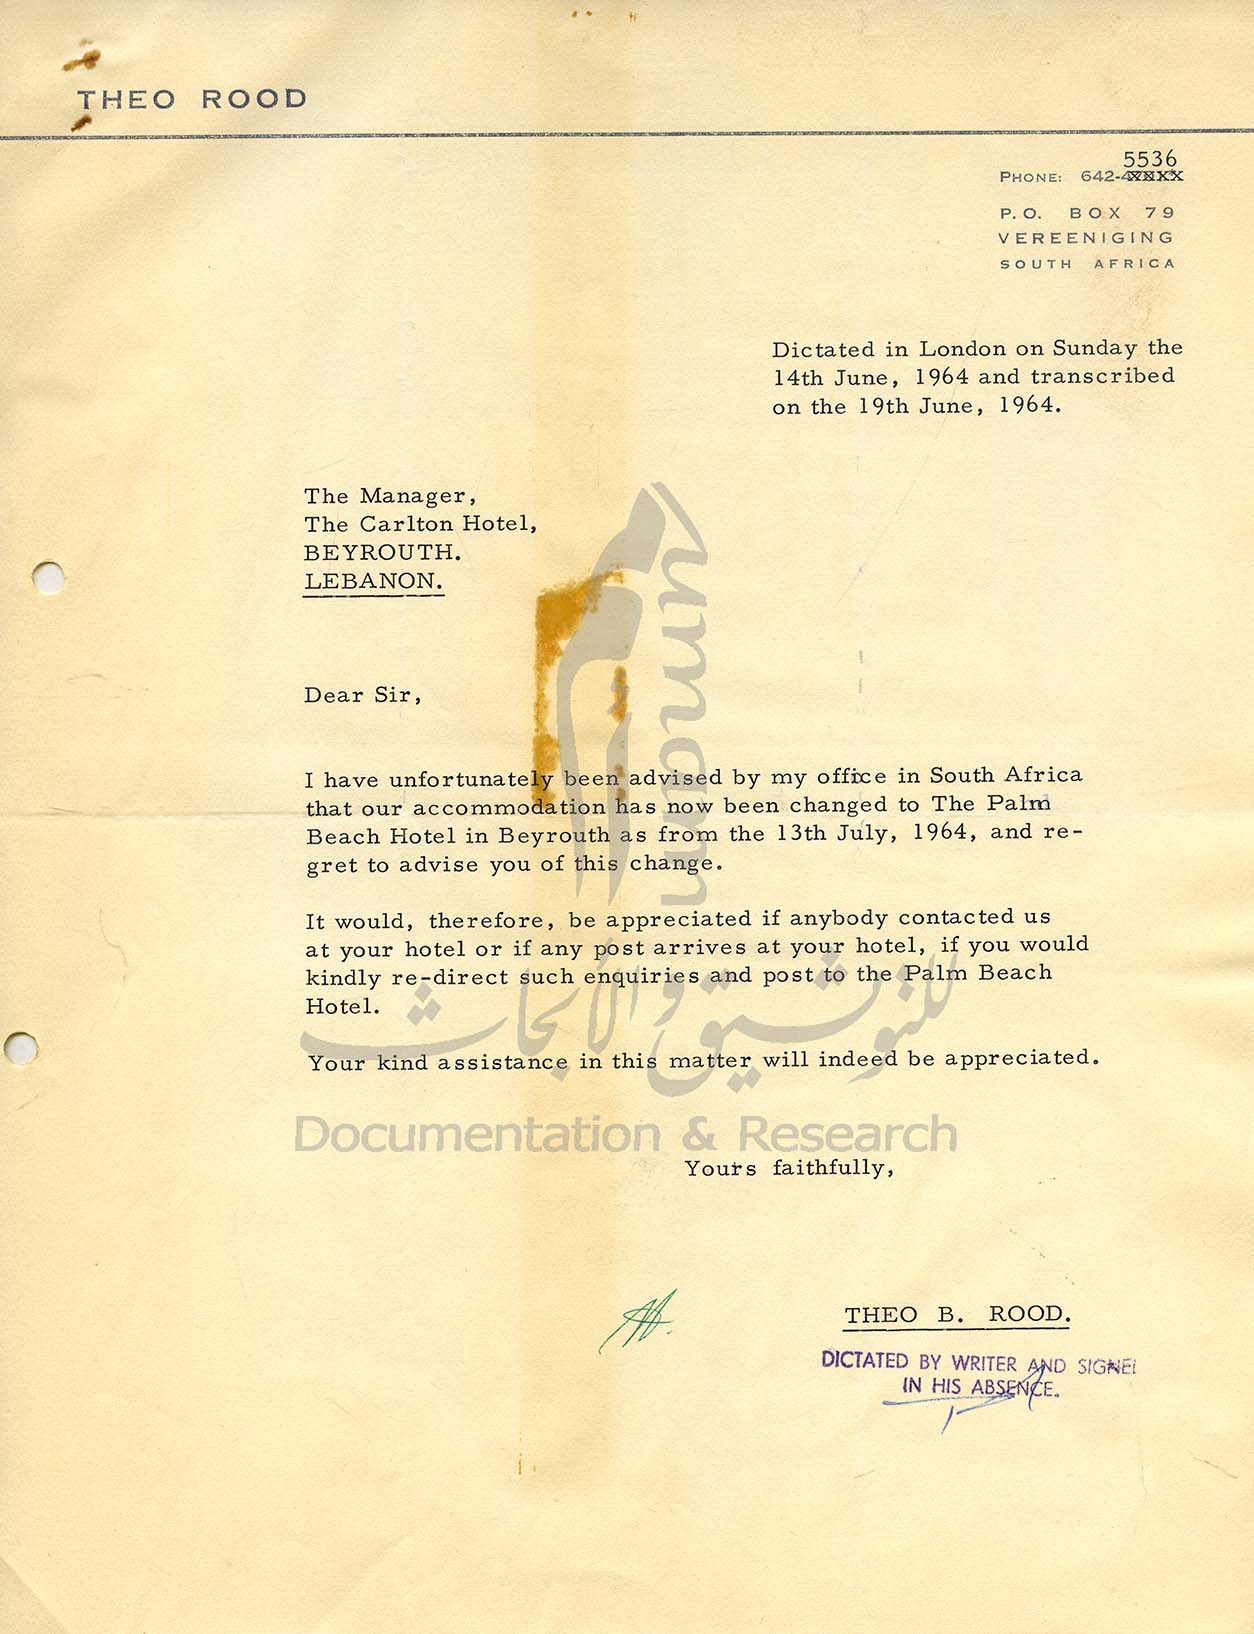 THEO ROOD
5536
PHONE: 642-
P.O. BOX 79
VEREENIGING
SOUTH AFRICA
Dictated in London on Sunday the
14th June, 1964 and transcribed
on the 19th June, 1964.
The Manager,
The Carlton Hotel,
BEYROUTH.
LEBANON.
Dear Sir,
I have unfortunately been advised by my office in South Africa
that our accommodation has now been changed to The Palm
Beach Hotel in Beyrouth as from the 13th July, 1964, and re-
gret to advise you of this change.
It would, therefore, be appreciated if anybody contacted us
at your hotel or if any post arrives at your hotel, if you would
kindly re-direct such enquiries and post to the Palm Beach
Hotel.
Your kind assistance in this matter will indeed be appreciated.
Yours faithfully,
THEO B. ROOD.
DICTATED BY WRITER AND SIGNE
IN HIS ABSENCE.
umam
للتوثيق والأبحاث
Documentation & Research